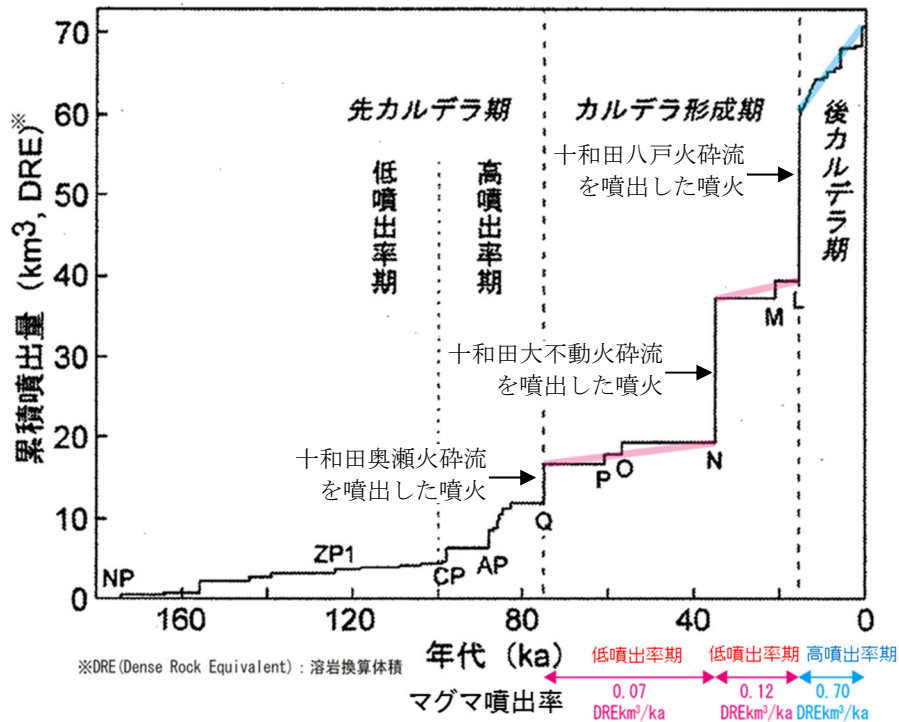 70
60
50
40
30
20
10
0
累積噴出量 (km3, DRE)※
先カルデラ期
カルデラ形成期
後カルデラ期
低噴出率期
高噴出率期
十和田八戸火砕流
を噴出した噴火
十和田大不動火砕流
を噴出した噴火
十和田奥瀬火砕流
を噴出した噴火
NP
ZP1
CP
AP
Q
P
O
N
M
L
160
120
80
40
0
年代 (ka)
※DRE(Dense Rock Equivalent) : 溶岩換算体積
マグマ噴出率
低噴出率期
0.07
DREkm³/ka
低噴出率期
0.12
DREkm³/ka
高噴出率期
0.70
DREkm³/ka